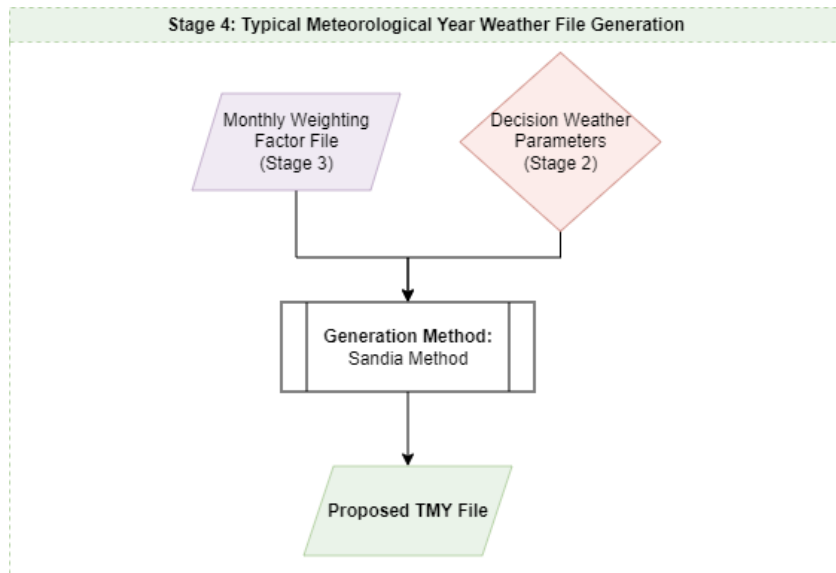 Stage 4: Typical Meteorological Year Weather File Generation
Monthly Weighting
Factor File
(Stage 3)
Decision Weather
Parameters
(Stage 2)
Generation Method:
Sandia Method
Proposed TMY File